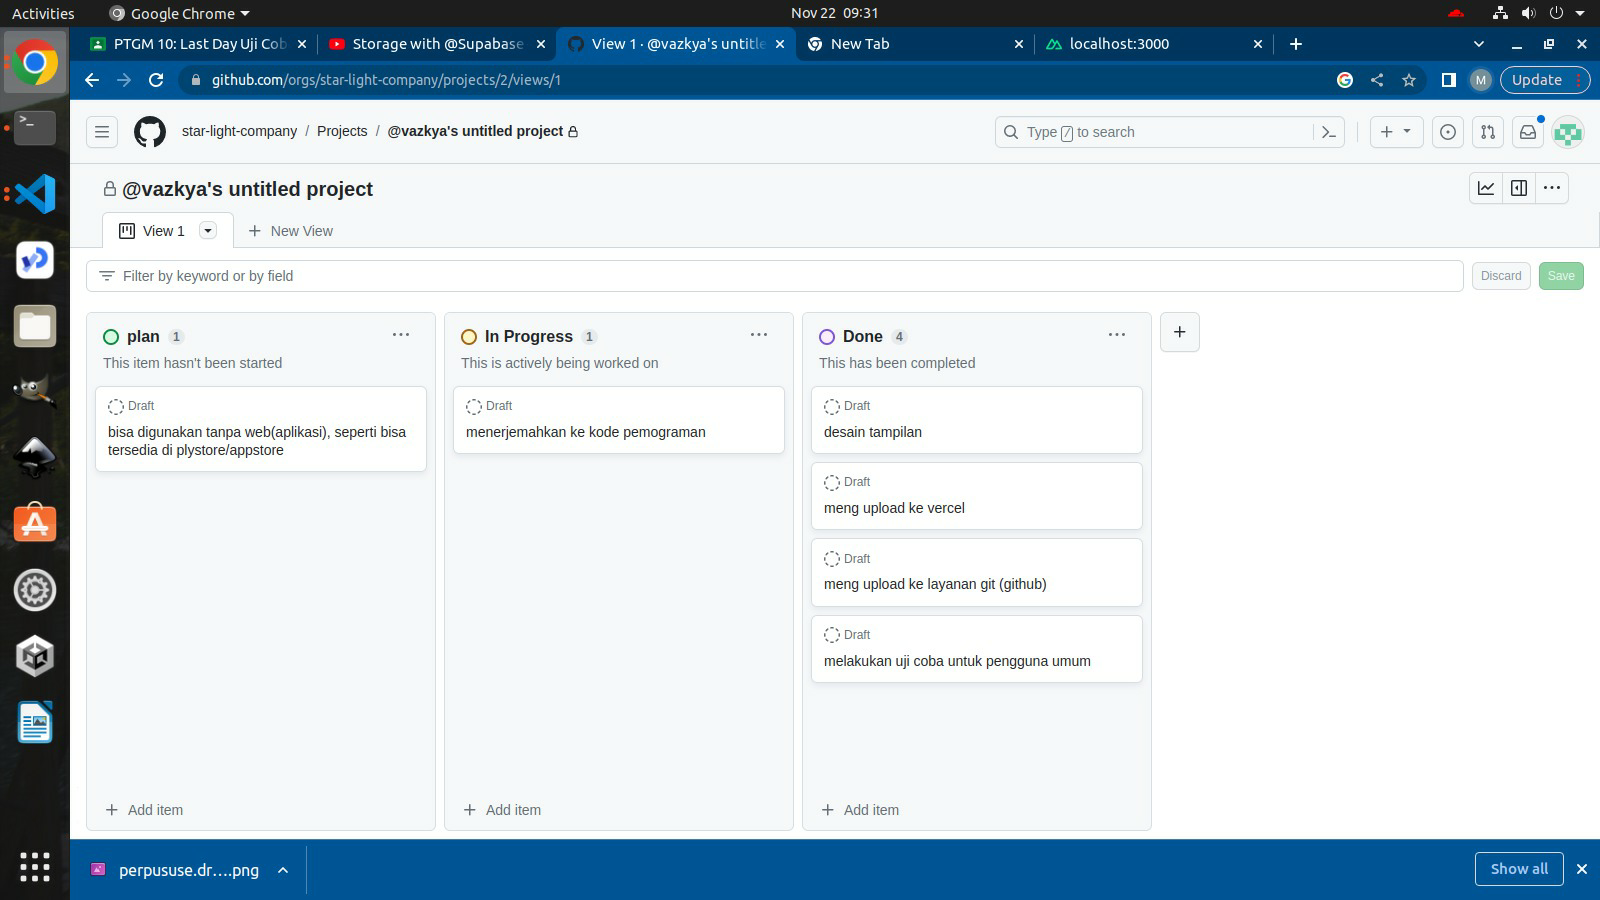 Activities
Google Chrome
Nov 22 09:31
PTGM 10: Last Day Uji Cob
Storage with @Supabase
View 1 · @vazkya's untitle
New Tab
localhost:3000
github.com/orgs/star-light-company/projects/2/views/1
M
Update
star-light-company / Projects / @vazkya's untitled project
Type / to search
@vazkya's untitled project
View 1
New View
Filter by keyword or by field
Discard
Save
plan 1
This item hasn't been started
Draft
bisa digunakan tanpa web(aplikasi), seperti bisa
tersedia di plystore/appstore
Add item
In Progress 1
This is actively being worked on
Draft
menerjemahkan ke kode pemograman
Add item
Done 4
This has been completed
Draft
desain tampilan
Draft
meng upload ke vercel
Draft
meng upload ke layanan git (github)
Draft
melakukan uji coba untuk pengguna umum
Add item
perpususe.dr….png
Show all